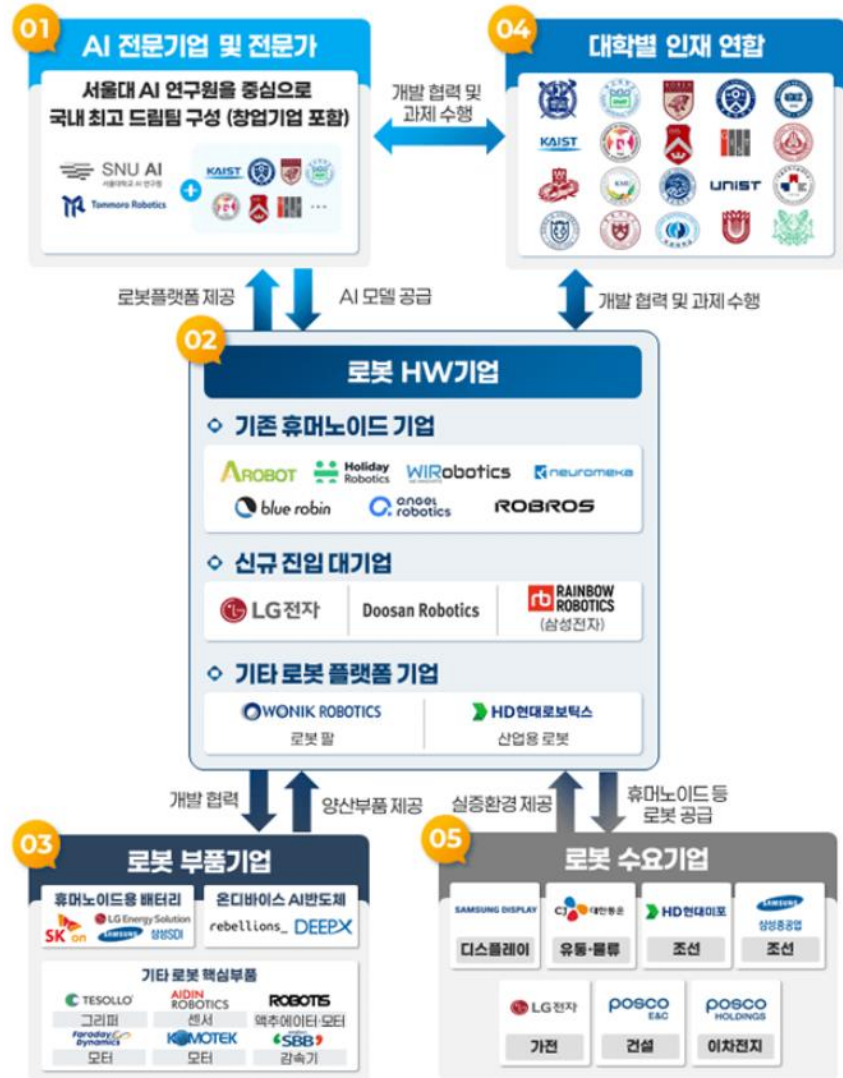 01
AI 전문기업 및 전문가
서울대 AI 연구원을 중심으로
국내 최고 드림팀 구성 (창업기업 포함)
SNU AI
서울대학교 AI 연구원
Tommoro Robotics
+
KAIST
...
개발 협력 및
과제 수행
04
대학별 인재 연합
KAIST
UNIST
로봇플랫폼 제공
AI 모델 공급
개발 협력 및 과제 수행
02
로봇 HW기업
기존 휴머노이드 기업
AROBOT
Holiday
Robotics
WIRobotics
neuromeka
blue robin
angel
robotics
ROBROS
신규 진입 대기업
LG전자
Doosan Robotics
rb RAINBOW
ROBOTICS
(삼성전자)
기타 로봇 플랫폼 기업
WONIK ROBOTICS
로봇 팔
HD현대로보틱스
산업용 로봇
개발 협력
양산부품 제공
실증환경 제공
휴머노이드 등
로봇 공급
03
로봇 부품기업
휴머노이드용 배터리
SK on
LG Energy Solution
SAMSUNG 삼성SDI
온디바이스 AI반도체
rebellions_ DEEPX
기타 로봇 핵심부품
TESOLLO
그리퍼
AIDIN
ROBOTICS
센서
ROBOTIS
액추에이터·모터
Faraday
Dynamics
모터
KOMOTEK
모터
SBB
감속기
05
로봇 수요기업
SAMSUNG DISPLAY
디스플레이
CJ 대한통운
유통·물류
HD현대미포
조선
SAMSUNG
삼성중공업
조선
LG전자
가전
posco
E&C
건설
posco
HOLDINGS
이차전지